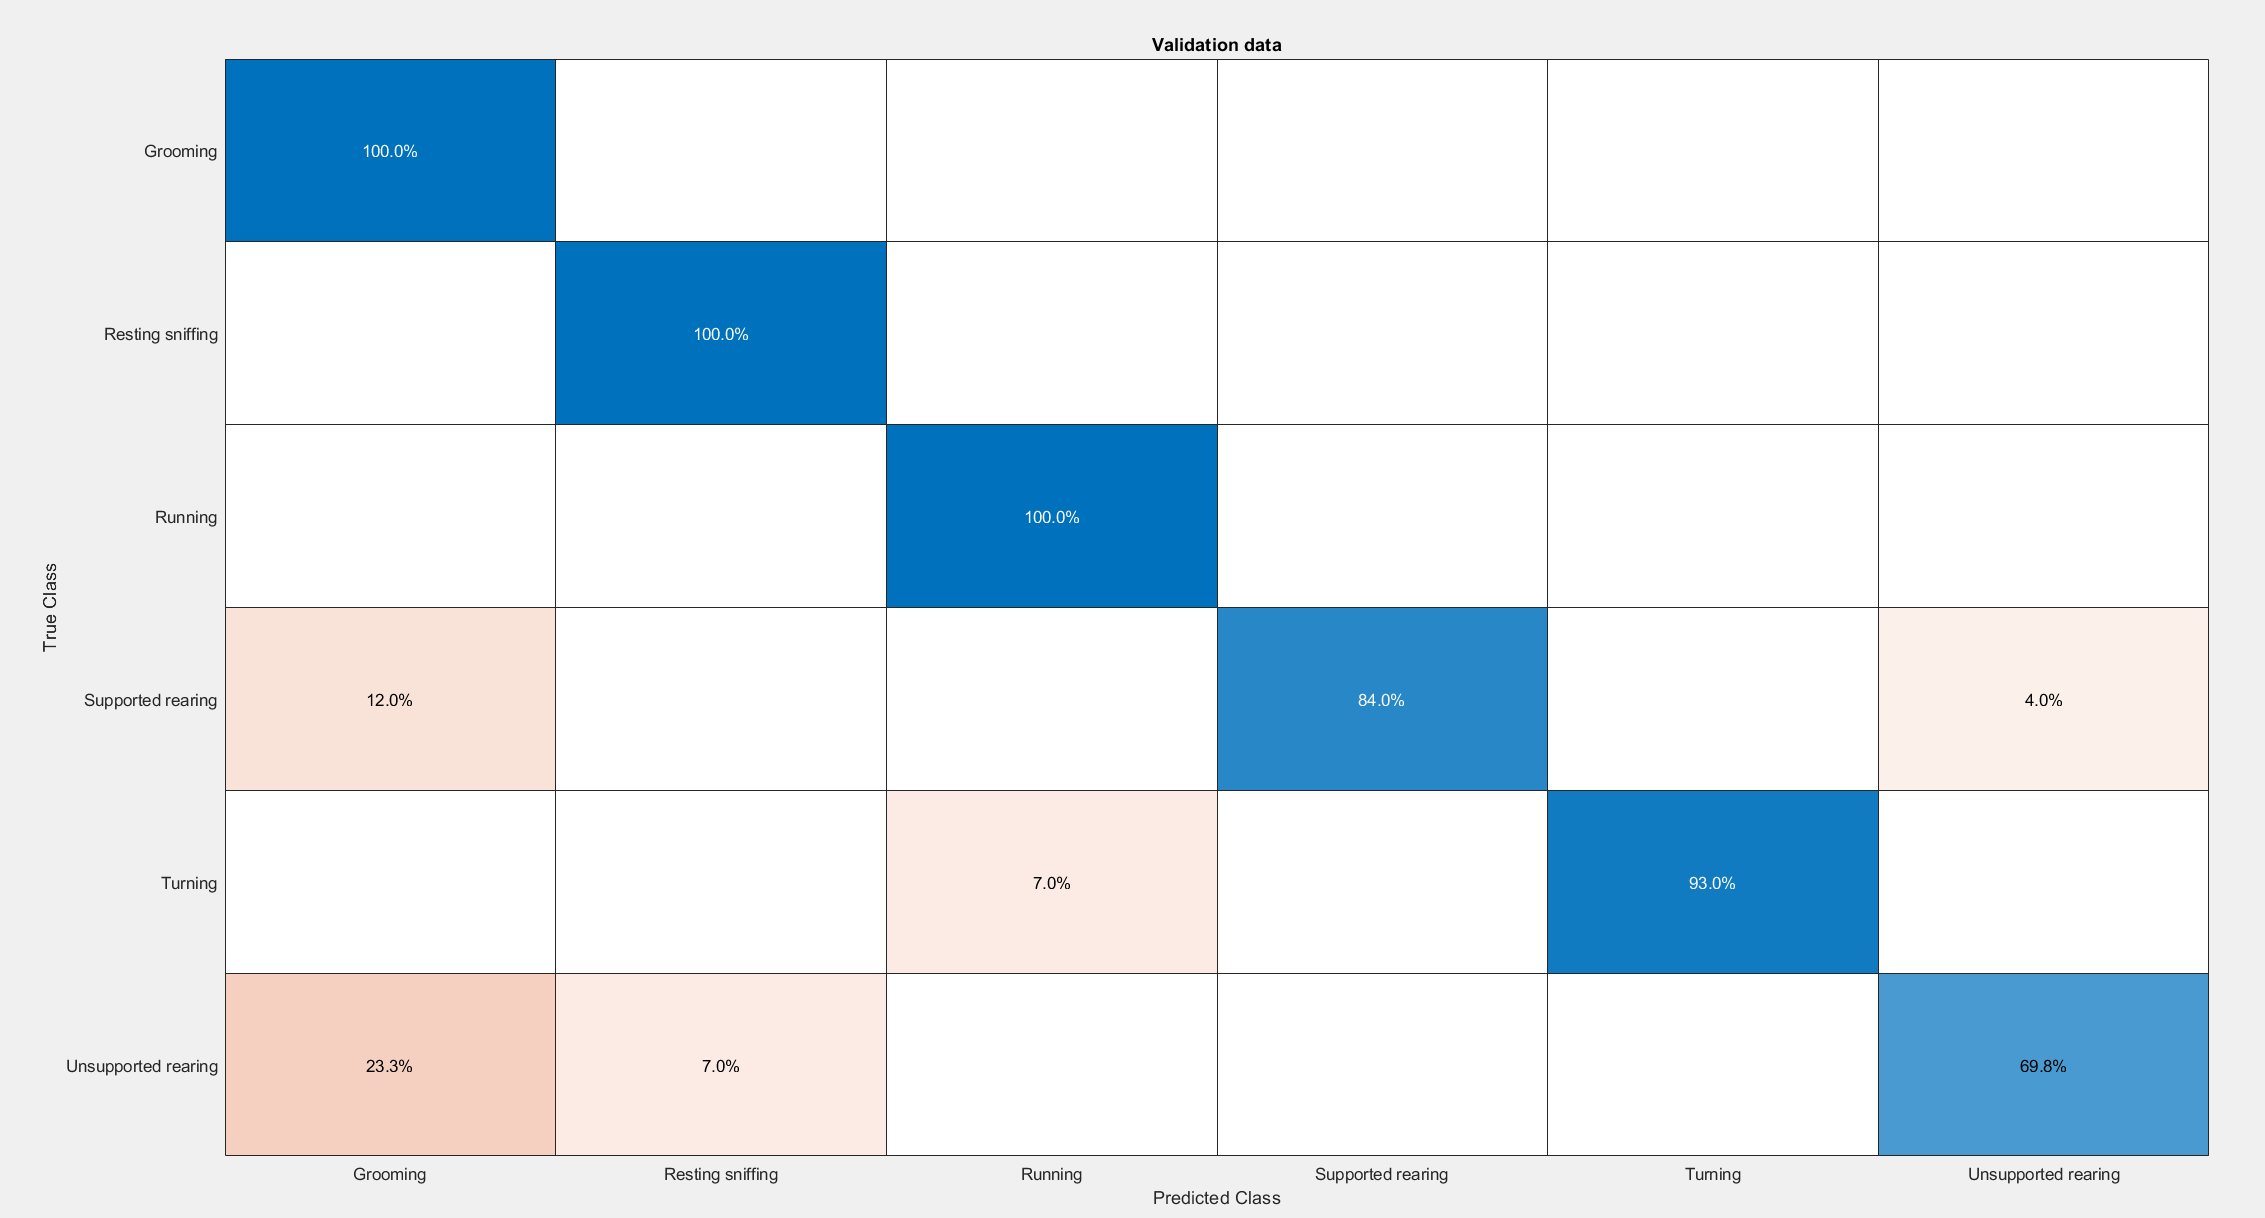 Validation data
Grooming
100.0%
Resting sniffing
100.0%
Running
100.0%
True Class
Supported rearing
12.0%
84.0%
4.0%
Turning
7.0%
93.0%
Unsupported rearing
23.3%
7.0%
69.8%
Grooming
Resting sniffing
Running
Supported rearing
Turning
Unsupported rearing
Predicted Class